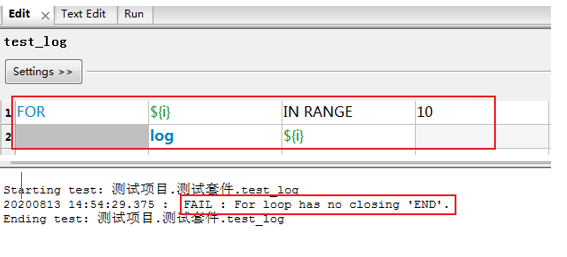 Edit × Text Edit Run
test_log
Settings >>
1 FOR ${i} IN RANGE 10
2 log ${i}
Starting test: 测试项目.测试套件.test_log
20200813 14:54:29.375 : FAIL : For loop has no closing 'END'.
Ending test: 测试项目.测试套件.test_log